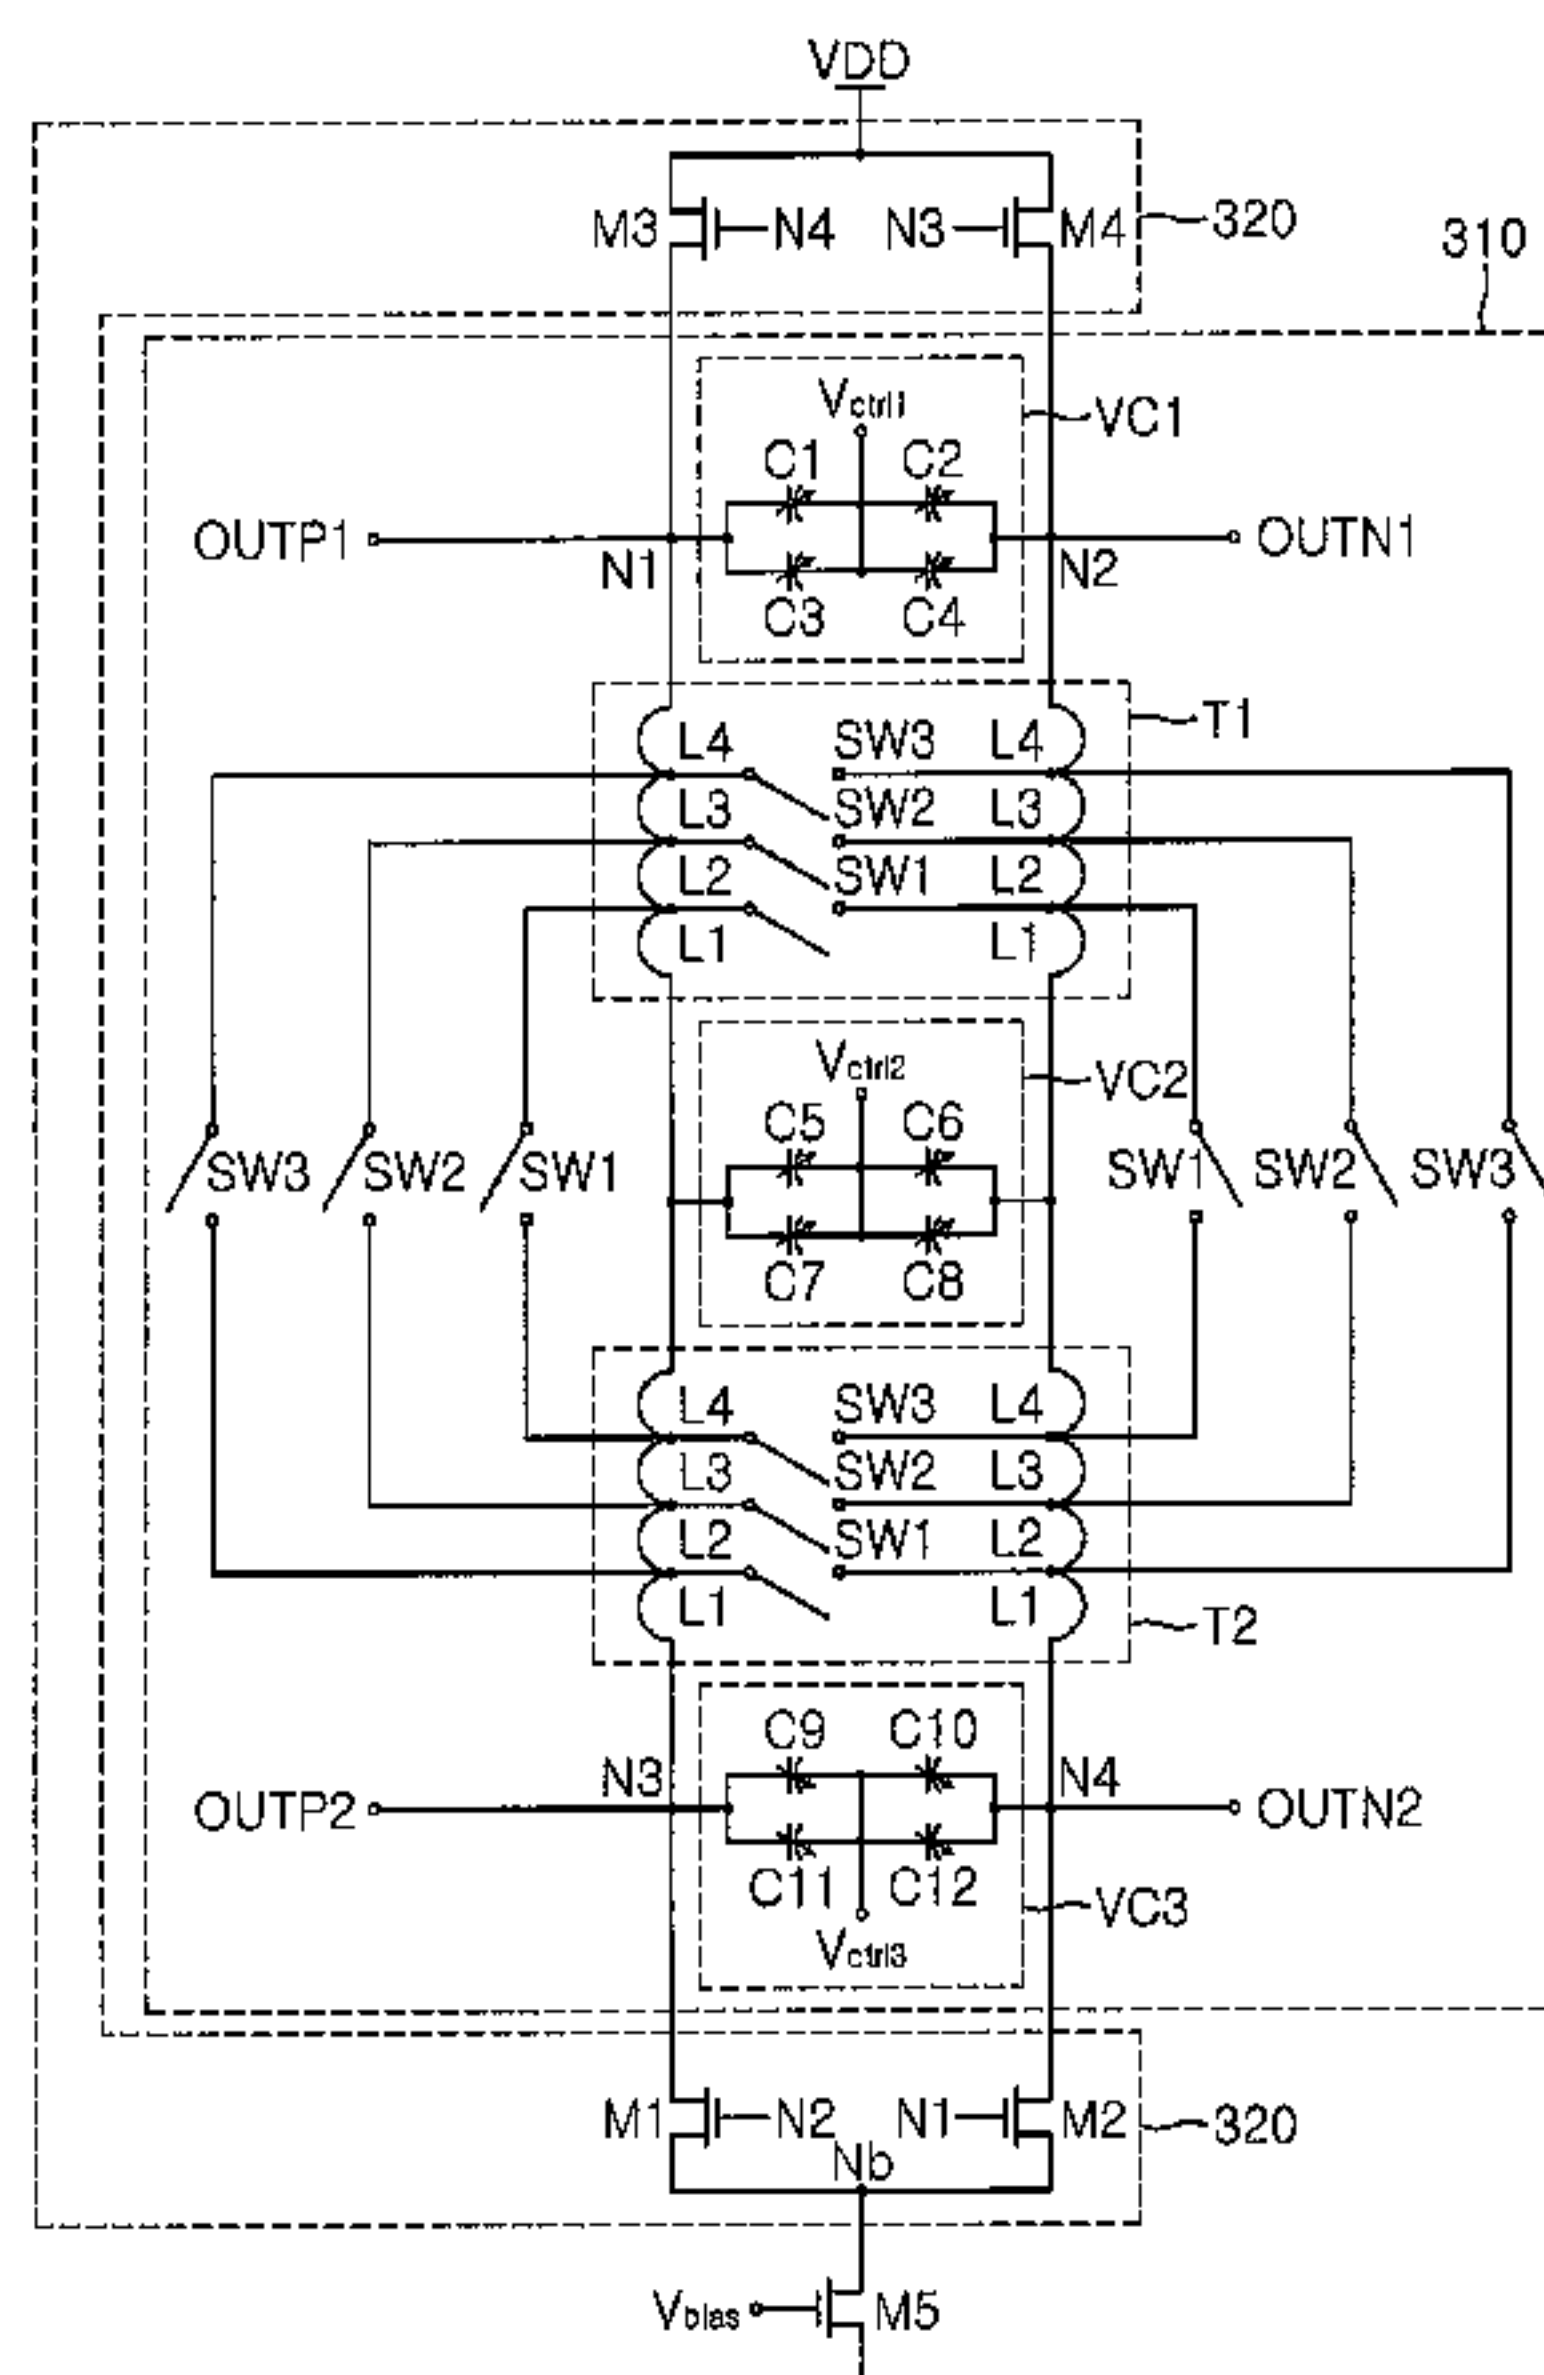 VDD
M3 N4 N3 M4 320
310
Vctrl1
VC1
C1 C2
OUTP1 OUTN1
N1 N2
C3 C4
T1
L4 SW3 L4
L3 SW2 L3
L2 SW1 L2
L1 L1
Vctrl2
VC2
C5 C6
SW3 SW2 SW1 SW1 SW2 SW3
C7 C8
L4 SW3 L4
L3 SW2 L3
L2 SW1 L2
L1 L1
T2
C9 C10
N3 N4
OUTP2 OUTN2
C11 C12
VC3
Vctrl3
M1 N2 N1 M2 320
Nb
Vbias M5